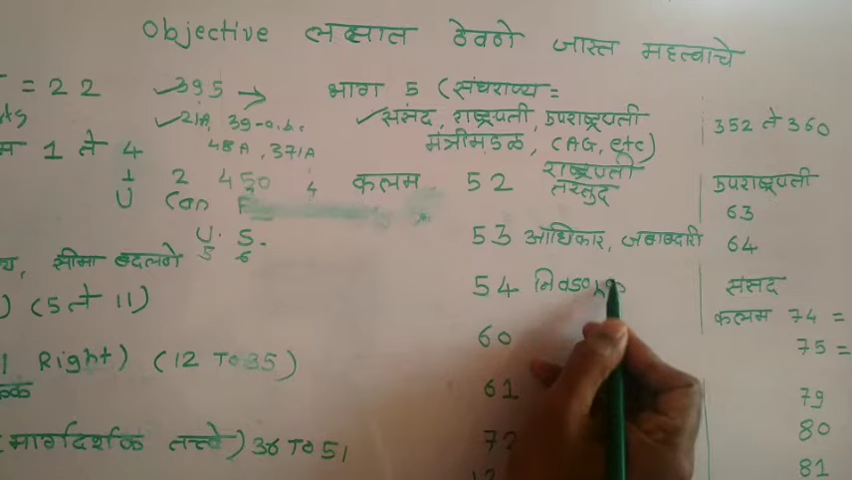 Objective लक्षात ठेवणे जास्त महत्वाचे
= 22
395 →
21A, 39-a.b.c.
48A, 371A
1 ते 4
1 2 450 4
U Can F
U. S.
5 6
सीमा बदलणे
(5 ते 11)
Right) (12 TO 35)
(मार्गदर्शक तत्त्वे) 36 TO 51
भाग 5 (संघराज्य =
संसद, राष्ट्रपती, उपराष्ट्रपती
मंत्रीमंडळ, CAG, etc)
कलम 52 राष्ट्रपती
तरतुद
53 अधिकार, जबाबदारी
54 निवडणूक
60
61
72
352 ते 360
उपराष्ट्रपती
63
64
संसद
कलम 74 =
75 =
79
80
81